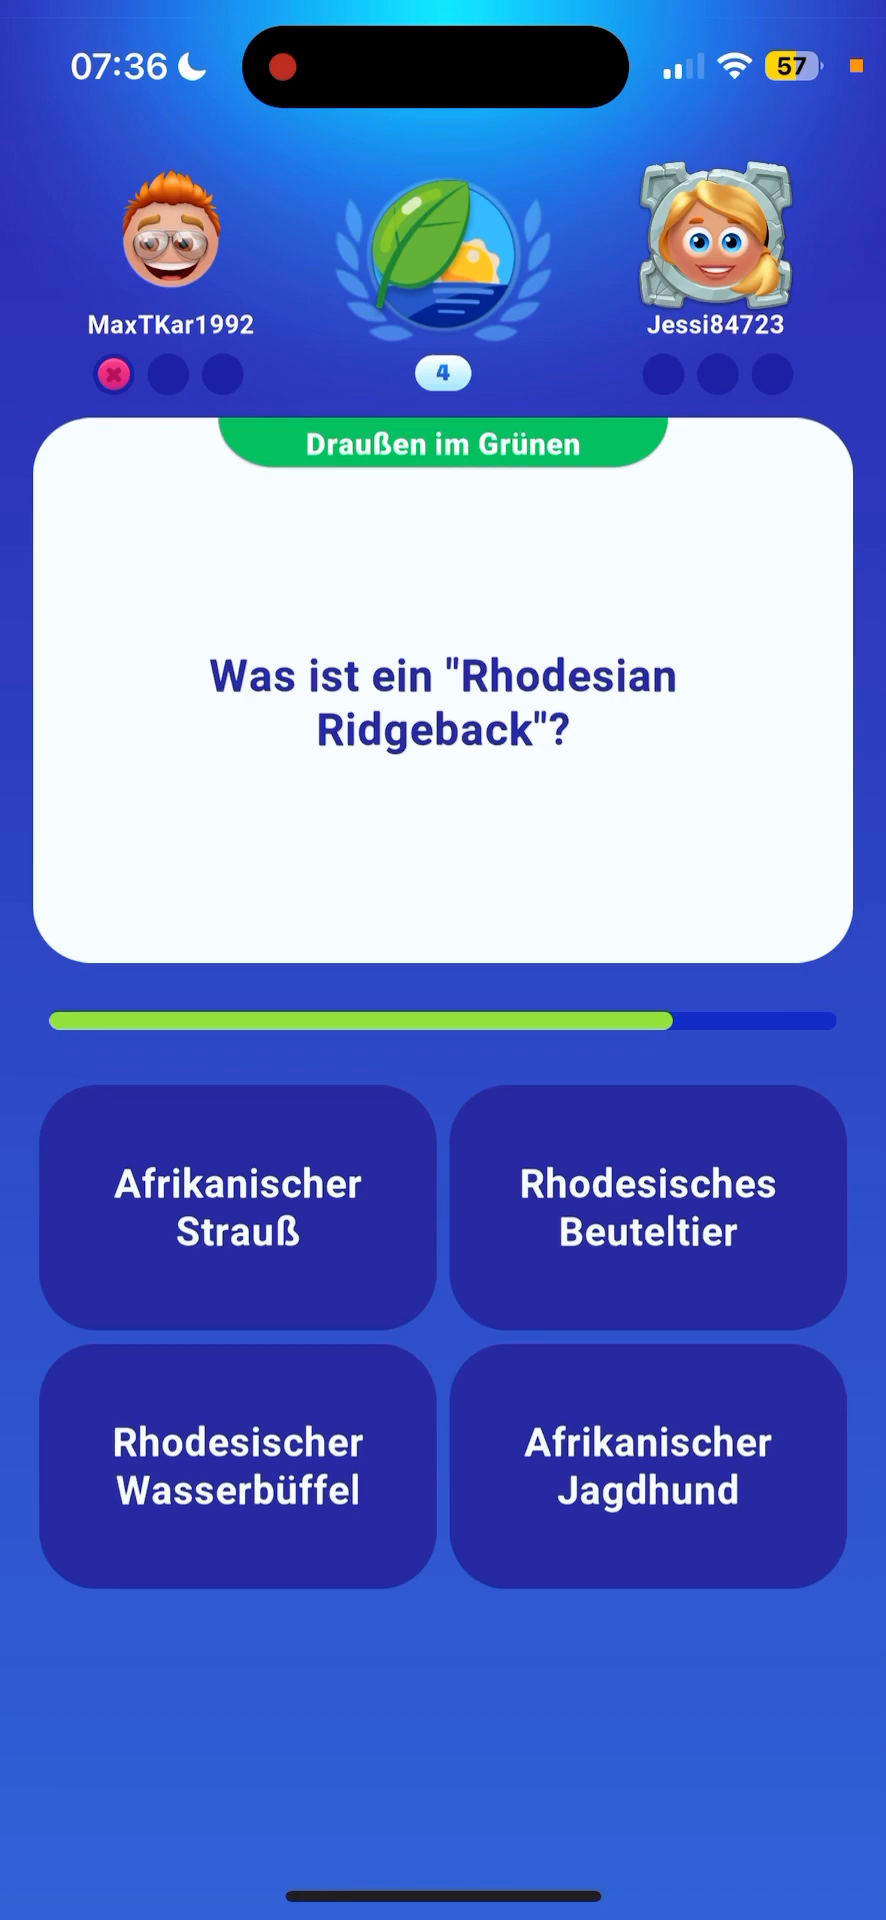 07:36
57
MaxTKar1992
Jessi84723
4
Draußen im Grünen
Was ist ein "Rhodesian
Ridgeback"?
Afrikanischer
Strauß
Rhodesisches
Beuteltier
Rhodesischer
Wasserbüffel
Afrikanischer
Jagdhund